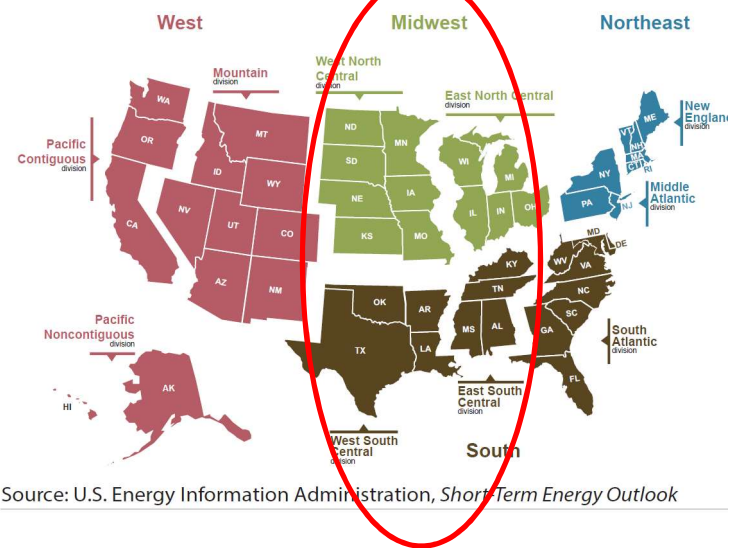 West
Midwest
Northeast
Mountain
division
West North
Central
division
East North Central
division
New
England
division
Pacific
Contiguous
division
Middle
Atlantic
division
WA
OR
CA
MT
ID
WY
NV
UT
CO
AZ
NM
ND
SD
NE
KS
MN
IA
MO
WI
MI
IL
IN
OH
ME
VT
NH
MA
CT
RI
NY
PA
NJ
MD
DE
WV
VA
KY
TN
NC
SC
GA
FL
OK
AR
TX
LA
MS
AL
Pacific
Noncontiguous
division
AK
HI
South
Atlantic
division
East South
Central
division
West South
Central
division
South
Source: U.S. Energy Information Administration, Short-Term Energy Outlook